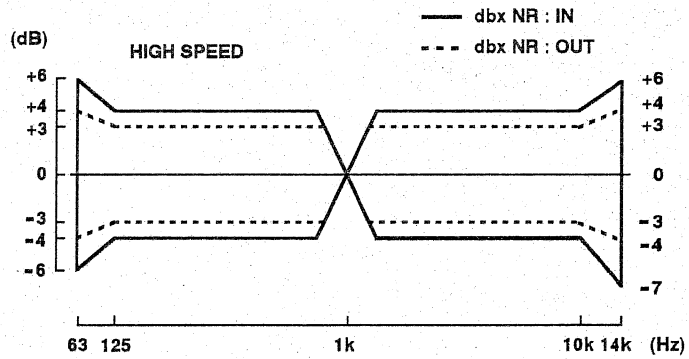 dbx NR : IN
dbx NR : OUT
(dB)
HIGH SPEED
+6 +6
+4 +4
+3 +3
0 0
-3 -3
-4 -4
-6 -7
63 125 1k 10k 14k (Hz)